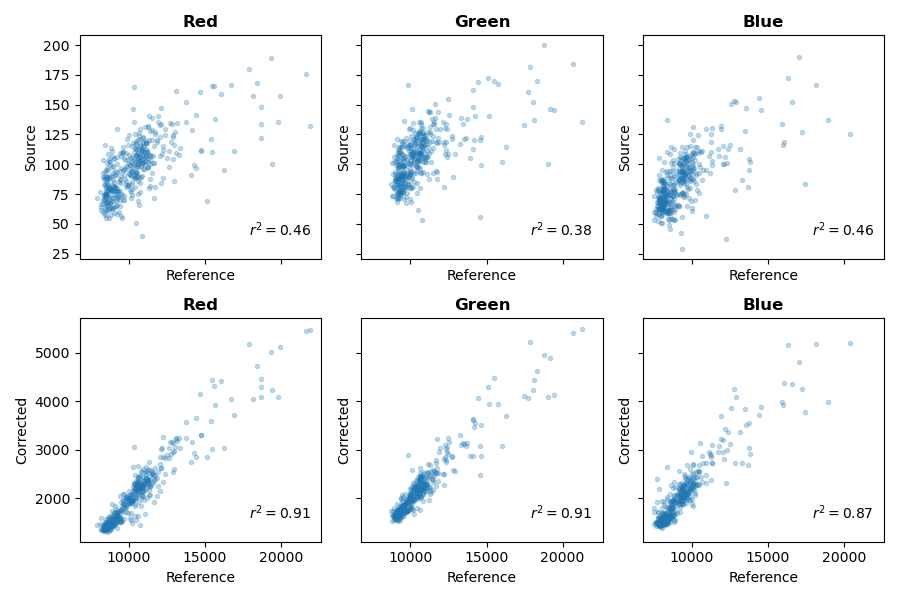 Red Green Blue
200
175
150
125
100
75
50
25
Source Source Source
r² = 0.46 r² = 0.38 r² = 0.46
Reference Reference Reference
Red Green Blue
5000
4000
3000
2000
Corrected Corrected Corrected
r² = 0.91 r² = 0.91 r² = 0.87
10000 15000 20000 10000 15000 20000 10000 15000 20000
Reference Reference Reference